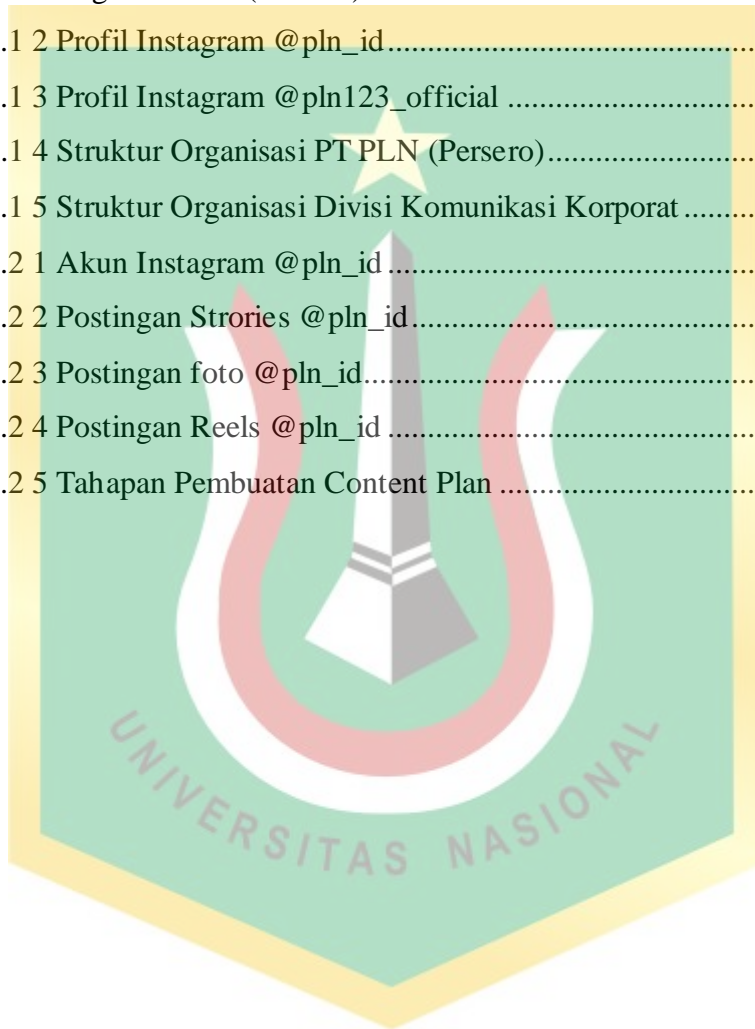 .1 2 Profil Instagram @pln_id
.1 3 Profil Instagram @pln123_official
.1 4 Struktur Organisasi PT PLN (Persero)
.1 5 Struktur Organisasi Divisi Komunikasi Korporat
.2 1 Akun Instagram @pln_id
.2 2 Postingan Strories @pln_id
.2 3 Postingan foto @pln_id
.2 4 Postingan Reels @pln_id
.2 5 Tahapan Pembuatan Content Plan
UNIVERSITAS NASIONAL